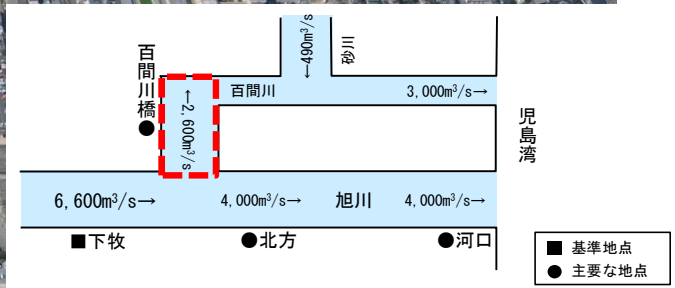 ←490m³/s
砂川
百間川橋
●
←2,600m³/s
百間川
3,000m³/s→
児島湾
6,600m³/s→
4,000m³/s→
旭川
4,000m³/s→
■下牧
●北方
●河口
■ 基準地点
● 主要な地点